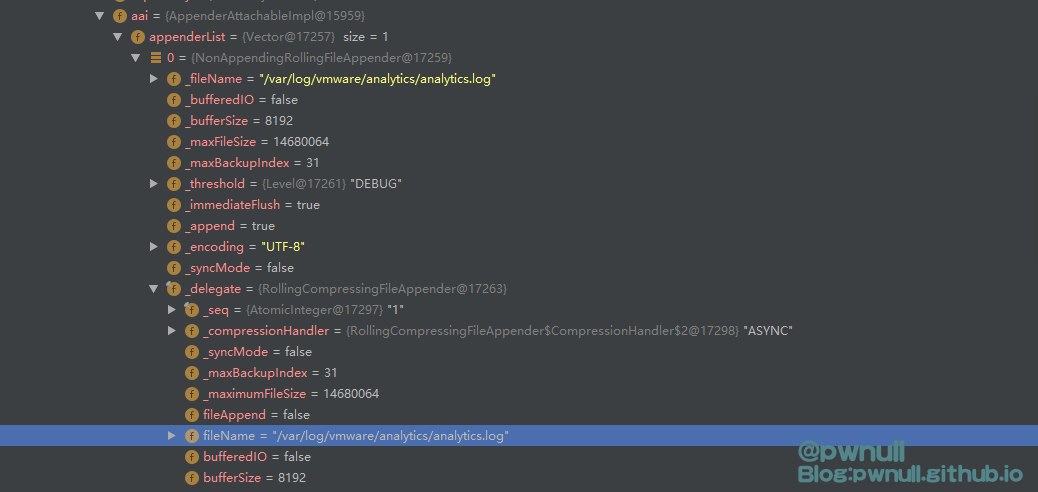 aai = {AppenderAttachableImpl@15959}
appenderList = {Vector@17257} size = 1
0 = {NonAppendingRollingFileAppender@17259}
_fileName = "/var/log/vmware/analytics/analytics.log"
_bufferedIO = false
_bufferSize = 8192
_maxFileSize = 14680064
_maxBackupIndex = 31
_threshold = {Level@17261} "DEBUG"
_immediateFlush = true
_append = true
_encoding = "UTF-8"
_syncMode = false
_delegate = {RollingCompressingFileAppender@17263}
_seq = {AtomicInteger@17297} "1"
_compressionHandler = {RollingCompressingFileAppender$CompressionHandler$2@17298} "ASYNC"
_syncMode = false
_maxBackupIndex = 31
_maximumFileSize = 14680064
fileAppend = false
fileName = "/var/log/vmware/analytics/analytics.log"
bufferedIO = false
bufferSize = 8192
@pwnull
Blog:pwnull.github.io